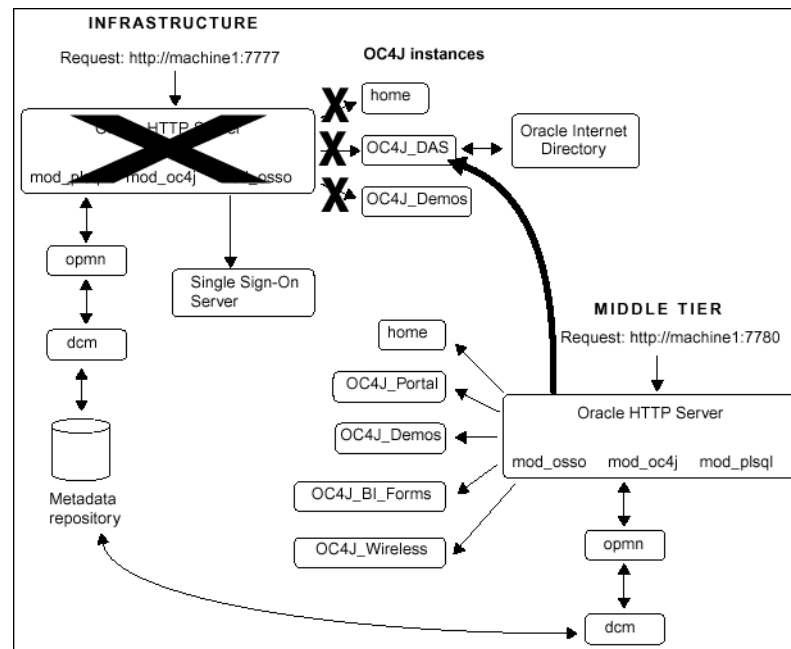 INFRASTRUCTURE
Request: http://machine1:7777
OC4J instances
home
OC4J_DAS
Oracle Internet
Directory
OC4J_Demos
HTTP
mod_oc4j
opmn
Single Sign-On
Server
dcm
Metadata
repository
MIDDLE TIER
Request: http://machine1:7780
home
OC4J_Portal
OC4J_Demos
OC4J_BI_Forms
OC4J_Wireless
Oracle HTTP Server
mod_osso mod_oc4j mod_plsql
opmn
dcm